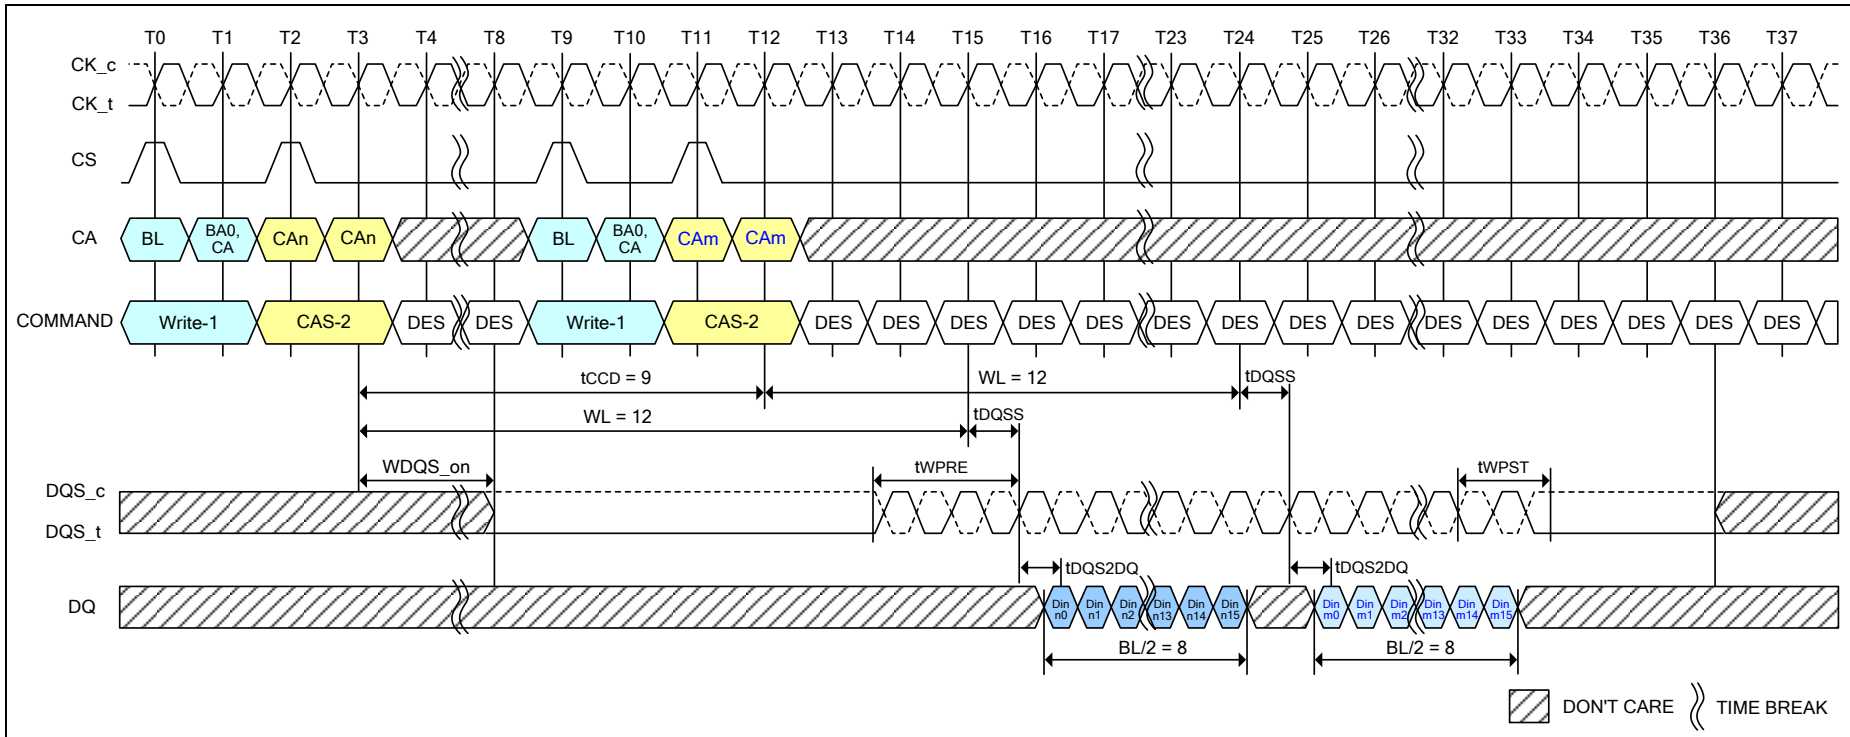 T0 T1 T2 T3 T4 T8 T9 T10 T11 T12 T13 T14 T15 T16 T17 T23 T24 T25 T26 T32 T33 T34 T35 T36 T37
CK_c
CK_t
CS
CA BL BA0, CA CAn CAn BL BA0, CA CAm CAm
COMMAND Write-1 CAS-2 DES DES Write-1 CAS-2 DES DES DES DES DES DES DES DES DES DES DES DES DES DES DES
tCCD = 9 WL = 12 tDQSS
WL = 12 tDQSS
WDQS_on tWPRE tWPST
DQS_c
DQS_t
tDQS2DQ tDQS2DQ
DQ Din n0 Din n1 Din n2 Din n13 Din n14 Din n15 Din m0 Din m1 Din m2 Din m13 Din m14 Din m15
BL/2 = 8 BL/2 = 8
DON'T CARE TIME BREAK